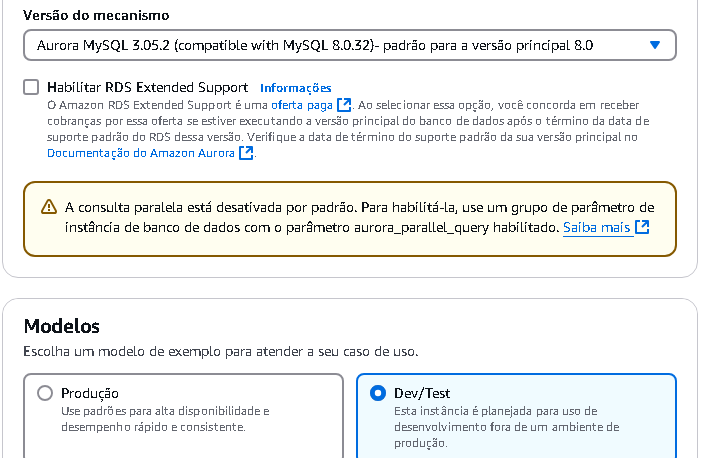 Versão do mecanismo
Aurora MySQL 3.05.2 (compatible with MySQL 8.0.32)- padrão para a versão principal 8.0
Habilitar RDS Extended Support Informações
O Amazon RDS Extended Support é uma oferta paga. Ao selecionar essa opção, você concorda em receber
cobranças por essa oferta se estiver executando a versão principal do banco de dados após o término da data de
suporte padrão do RDS dessa versão. Verifique a data de término do suporte padrão da sua versão principal no
Documentação do Amazon Aurora.
A consulta paralela está desativada por padrão. Para habilitá-la, use um grupo de parâmetro de
instância de banco de dados com o parâmetro aurora_parallel_query habilitado. Saiba mais
Modelos
Escolha um modelo de exemplo para atender a seu caso de uso.
Produção
Use padrões para alta disponibilidade e
desempenho rápido e consistente.
Dev/Test
Esta instância é planejada para uso de
desenvolvimento fora de um ambiente de
produção.